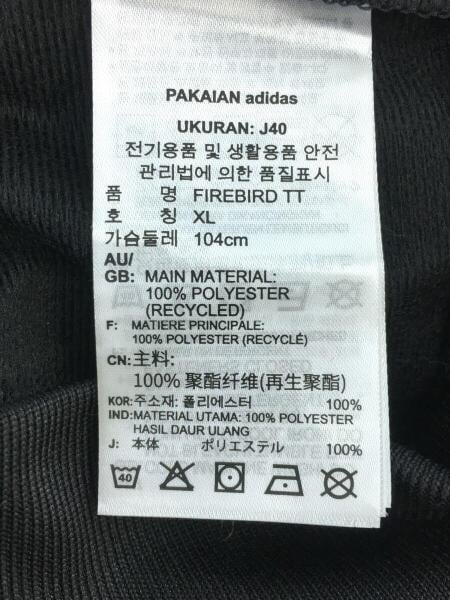 PAKAIAN adidas
UKURAN: J40
전기용품 및 생활용품 안전
관리법에 의한 품질표시
품 명 FIREBIRD TT
호 칭 XL
가슴둘레 104cm
AU/
GB: MAIN MATERIAL:
100% POLYESTER
(RECYCLED)
F: MATIERE PRINCIPALE:
100% POLYESTER (RECYCLÉ)
CN: 主料:
100% 聚酯纤维(再生聚酯)
KOR: 주소재: 폴리에스터 100%
IND: MATERIAL UTAMA: 100% POLYESTER
HASIL DAUR ULANG
J: 本体 ポリエステル 100%
40